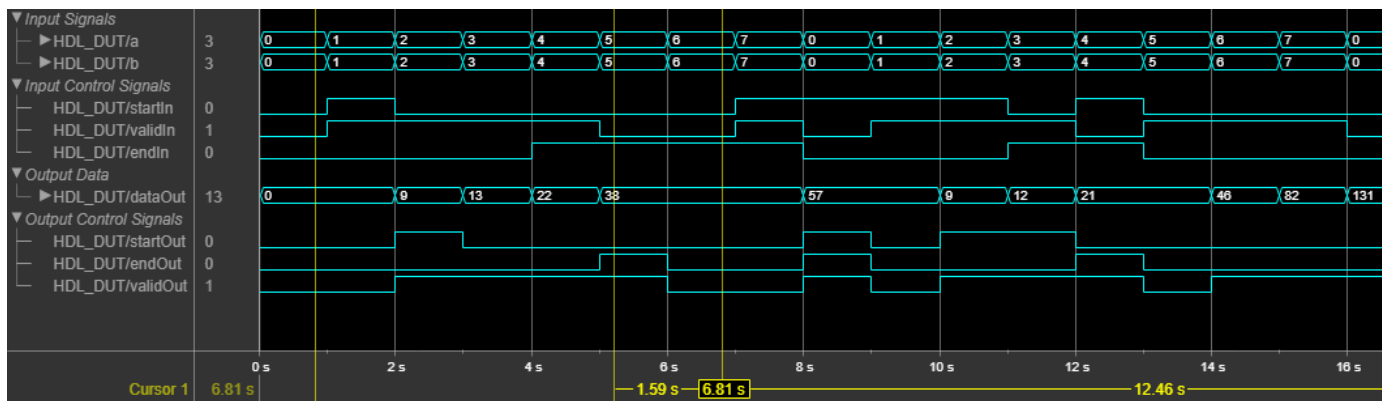 Input Signals
HDL_DUT/a 3 0 1 2 3 4 5 6 7 0 1 2 3 4 5 6 7 0
HDL_DUT/b 3 0 1 2 3 4 5 6 7 0 1 2 3 4 5 6 7 0
Input Control Signals
HDL_DUT/startIn 0
HDL_DUT/validIn 1
HDL_DUT/endIn 0
Output Data
HDL_DUT/dataOut 13 0 9 13 22 38 57 9 12 21 46 82 131
Output Control Signals
HDL_DUT/startOut 0
HDL_DUT/endOut 0
HDL_DUT/validOut 1
0 s 2 s 4 s 6 s 8 s 10 s 12 s 14 s 16 s
Cursor 1 6.81 s 1.59 s 6.81 s 12.46 s